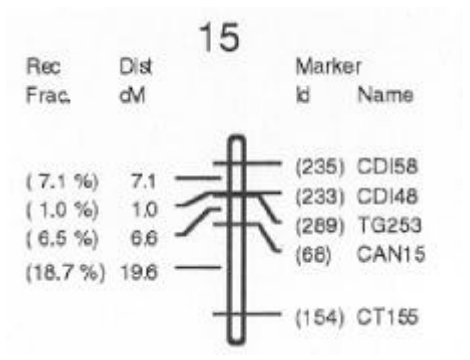 15
Rec Dist Marker
Frac. cM Id Name
(235) CDI58
(7.1 %) 7.1
(233) CDI48
(1.0 %) 1.0
(289) TG253
(6.5 %) 6.6
(68) CAN15
(18.7 %) 19.6
(154) CT155